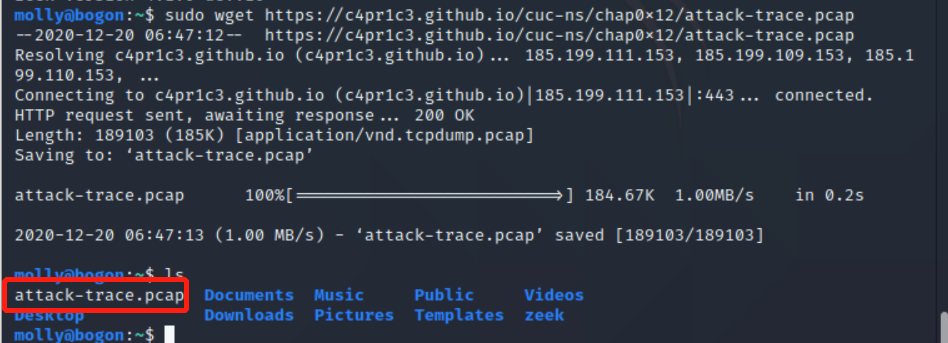 molly@bogon:~$ sudo wget https://c4pr1c3.github.io/cuc-ns/chap0×12/attack-trace.pcap
--2020-12-20 06:47:12--  https://c4pr1c3.github.io/cuc-ns/chap0×12/attack-trace.pcap
Resolving c4pr1c3.github.io (c4pr1c3.github.io)... 185.199.111.153, 185.199.109.153, 185.1
99.110.153, ...
Connecting to c4pr1c3.github.io (c4pr1c3.github.io)|185.199.111.153|:443... connected.
HTTP request sent, awaiting response... 200 OK
Length: 189103 (185K) [application/vnd.tcpdump.pcap]
Saving to: ‘attack-trace.pcap’
attack-trace.pcap      100%[==========================>] 184.67K  1.00MB/s    in 0.2s
2020-12-20 06:47:13 (1.00 MB/s) - ‘attack-trace.pcap’ saved [189103/189103]
molly@bogon:~$ ls
attack-trace.pcap  Documents  Music     Public     Videos
Desktop            Downloads  Pictures  Templates  zeek
molly@bogon:~$